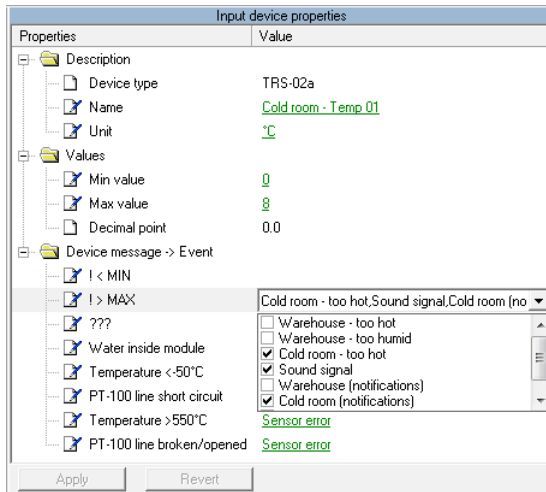 Input device properties
Properties Value
Description
Device type TRS-02a
Name Cold room - Temp 01
Unit °C
Values
Min value 0
Max value 8
Decimal point 0.0
Device message -> Event
! < MIN
! > MAX Cold room - too hot,Sound signal,Cold room (no
??? Warehouse - too hot
Warehouse - too humid
Water inside module Cold room - too hot
Temperature <-50°C Sound signal
Warehouse (notifications)
PT-100 line short circuit Cold room (notifications)
Temperature >550°C Sensor error
PT-100 line broken/opened Sensor error
Apply Revert